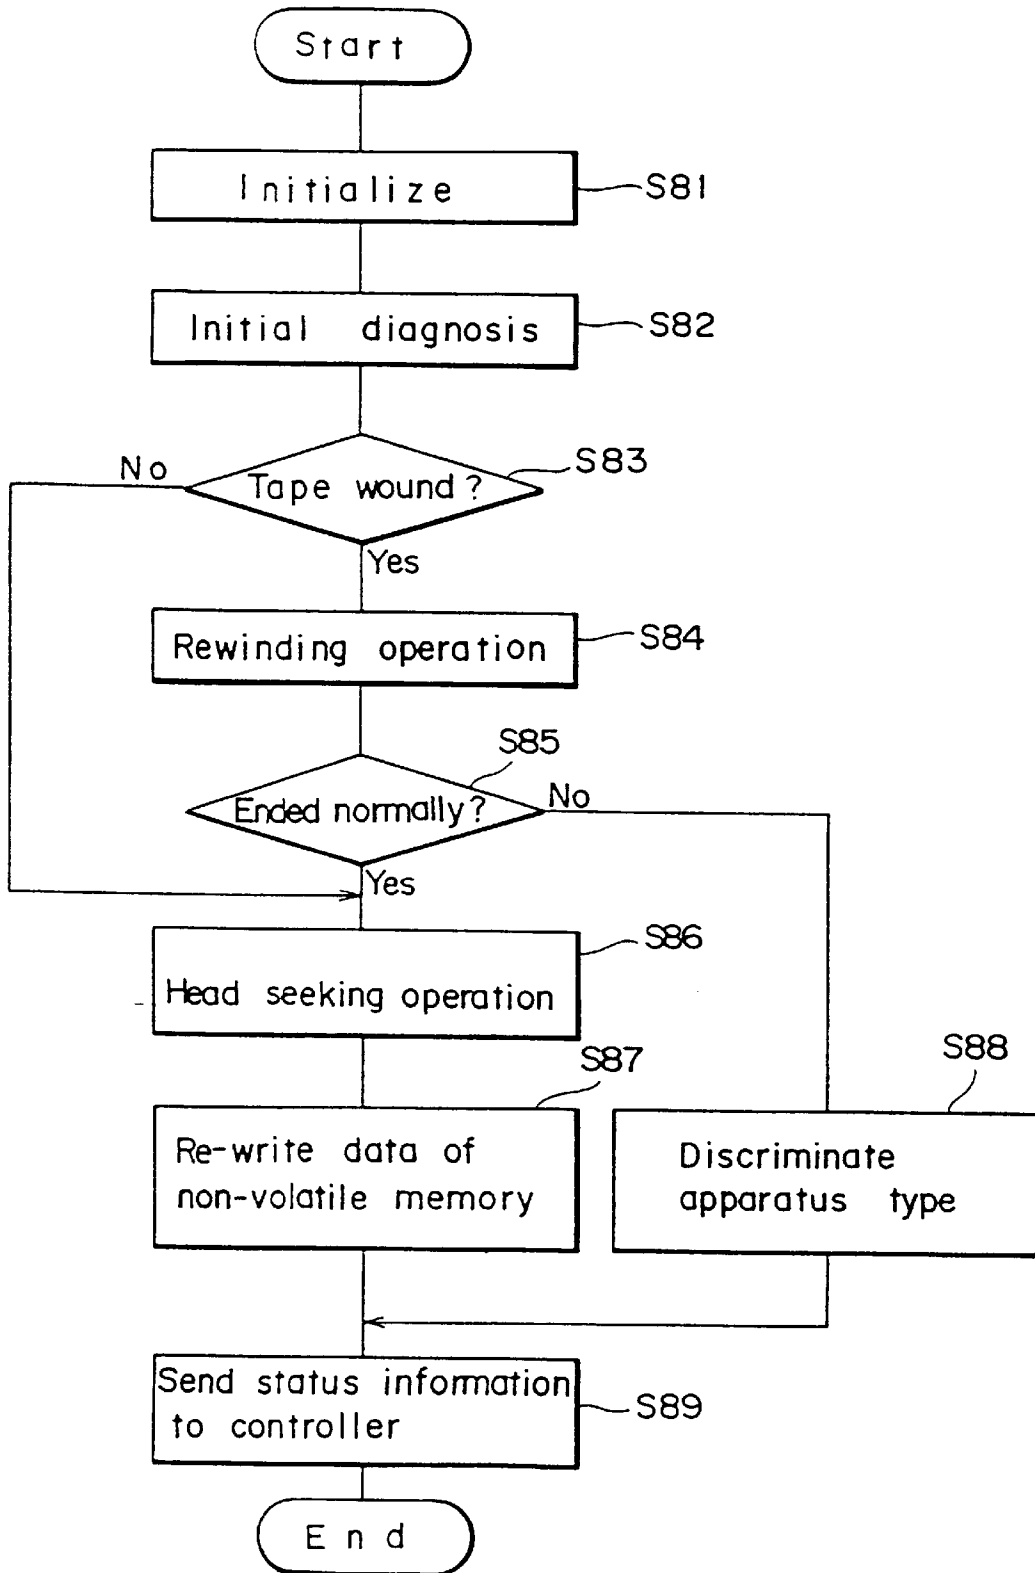 Start
Initialize
S81
Initial diagnosis
S82
S83
No
Tape wound?
Yes
Rewinding operation
S84
S85
Ended normally?
No
Yes
S86
Head seeking operation
S87
S88
Re-write data of
non-volatile memory
Discriminate
apparatus type
Send status information
to controller
S89
End